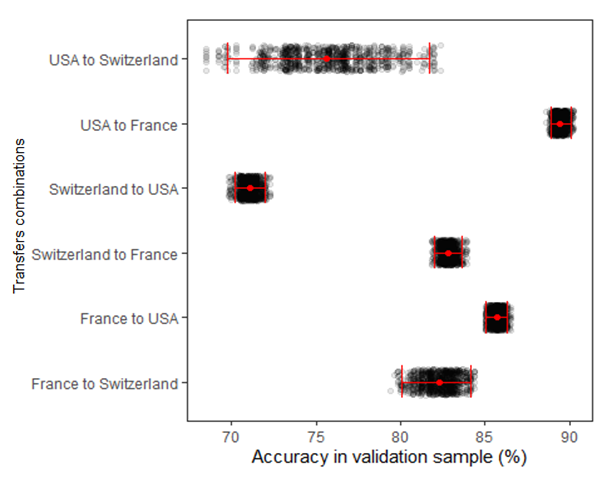 USA to Switzerland
USA to France
Switzerland to USA
Switzerland to France
France to USA
France to Switzerland
Transfers combinations
70 75 80 85 90
Accuracy in validation sample (%)